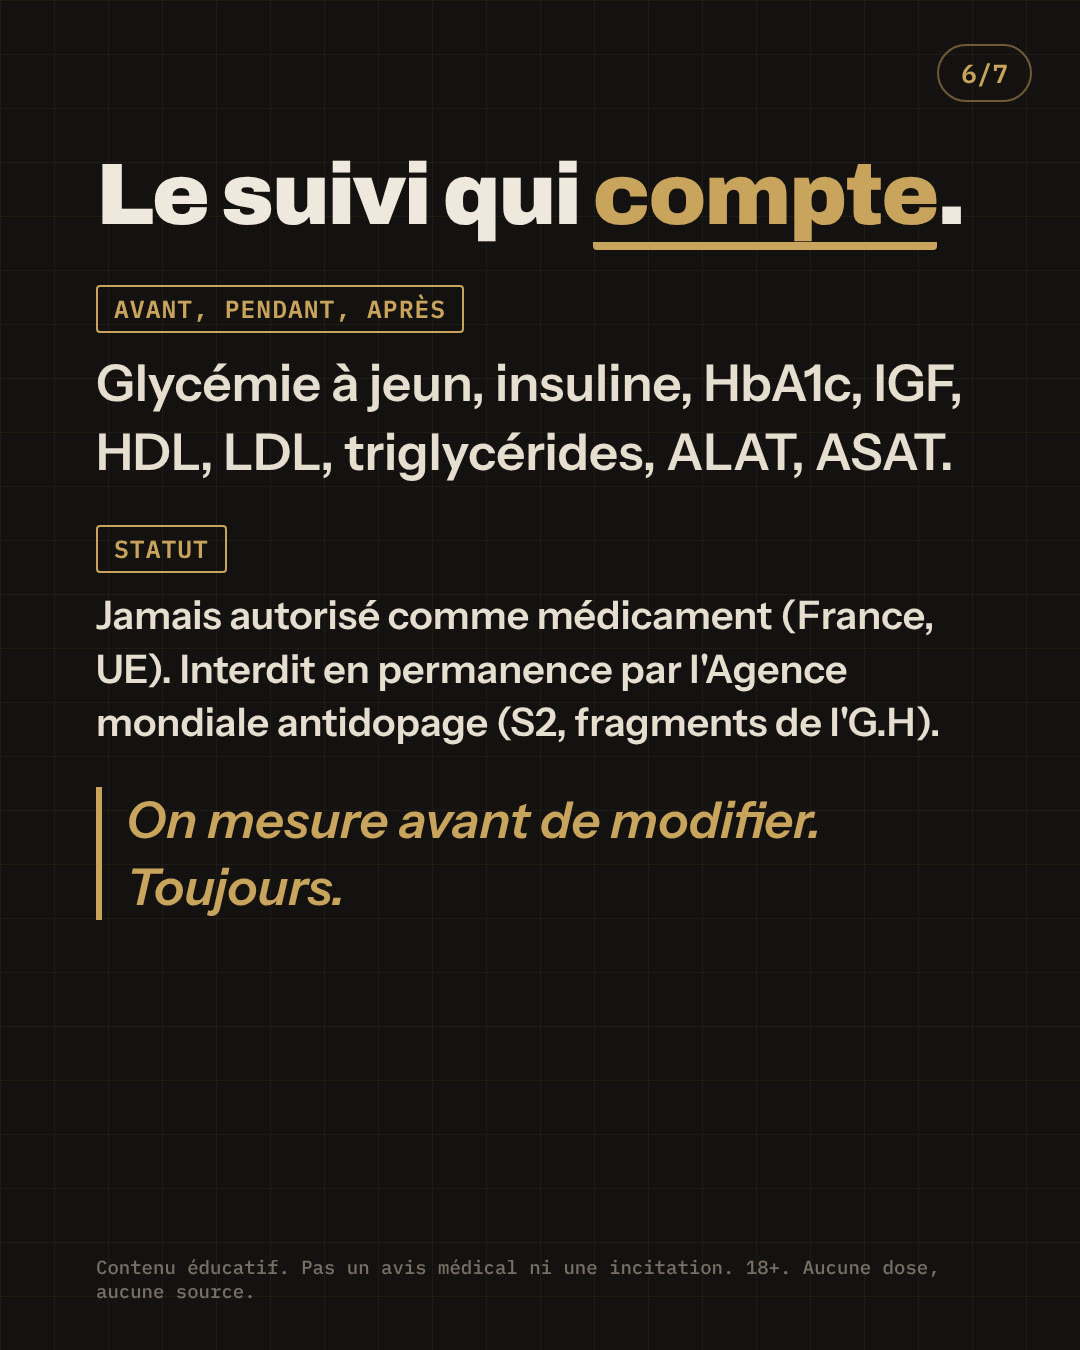 6/7
Le suivi qui compte.
AVANT, PENDANT, APRÈS
Glycémie à jeun, insuline, HbA1c, IGF,
HDL, LDL, triglycérides, ALAT, ASAT.
STATUT
Jamais autorisé comme médicament (France,
UE). Interdit en permanence par l'Agence
mondiale antidopage (S2, fragments de l'G.H).
On mesure avant de modifier.
Toujours.
Contenu éducatif. Pas un avis médical ni une incitation. 18+. Aucune dose,
aucune source.